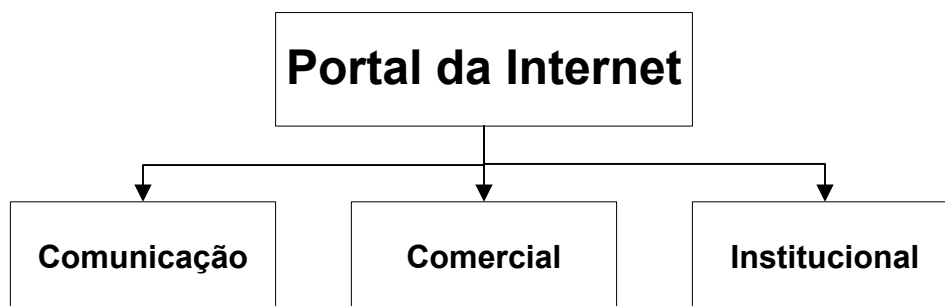 Portal da Internet
Comunicação
Comercial
Institucional